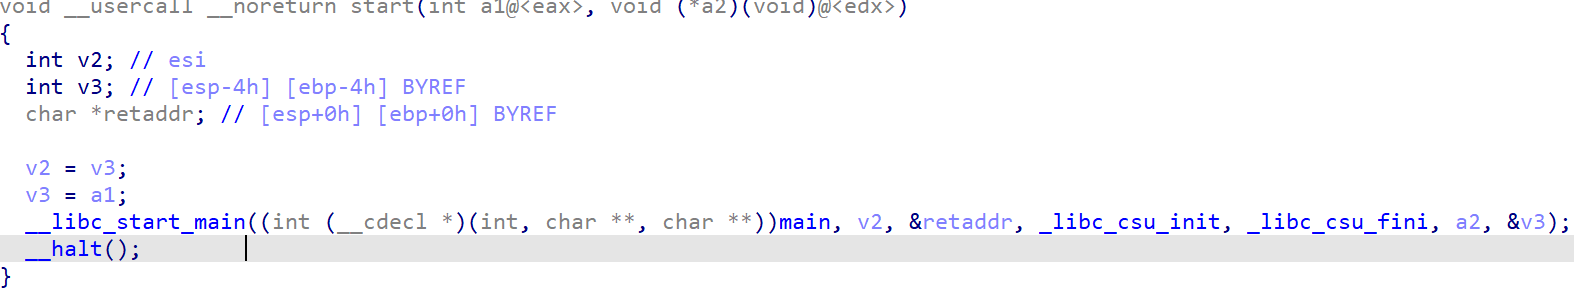 void __usercall __noreturn start(int a1@<eax>, void (*a2)(void)@<edx>)
{
  int v2; // esi
  int v3; // [esp-4h] [ebp-4h] BYREF
  char *retaddr; // [esp+0h] [ebp+0h] BYREF

  v2 = v3;
  v3 = a1;
  __libc_start_main((int (__cdecl *)(int, char **, char **))main, v2, &retaddr, _libc_csu_init, _libc_csu_fini, a2, &v3);
  __halt();
}